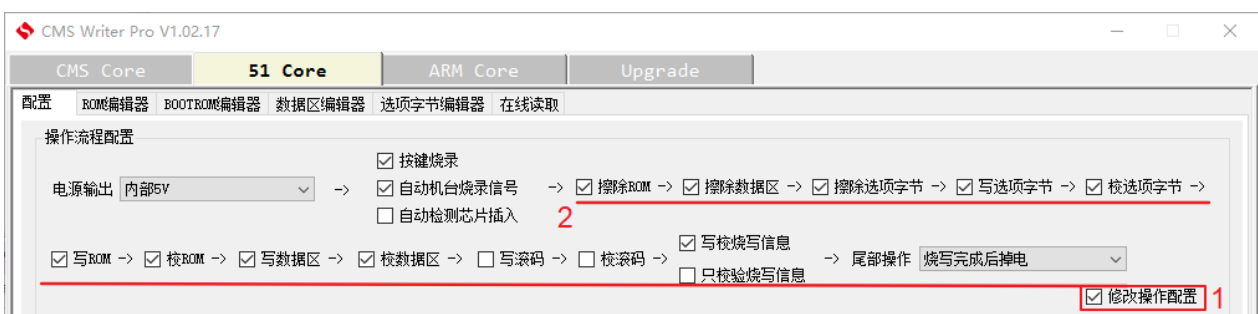 CMS Writer Pro V1.02.17
CMS Core 51 Core ARM Core Upgrade
配置 ROM编辑器 BOOTROM编辑器 数据区编辑器 选项字节编辑器 在线读取
操作流程配置
按键烧录
电源输出 内部5V -> 自动机台烧录信号 -> 擦除ROM -> 擦除数据区 -> 擦除选项字节 -> 写选项字节 -> 校选项字节 ->
自动检测芯片插入 2
写校烧写信息
写ROM -> 校ROM -> 写数据区 -> 校数据区 -> 写滚码 -> 校滚码 -> -> 尾部操作 烧写完成后掉电
只校验烧写信息
修改操作配置 1